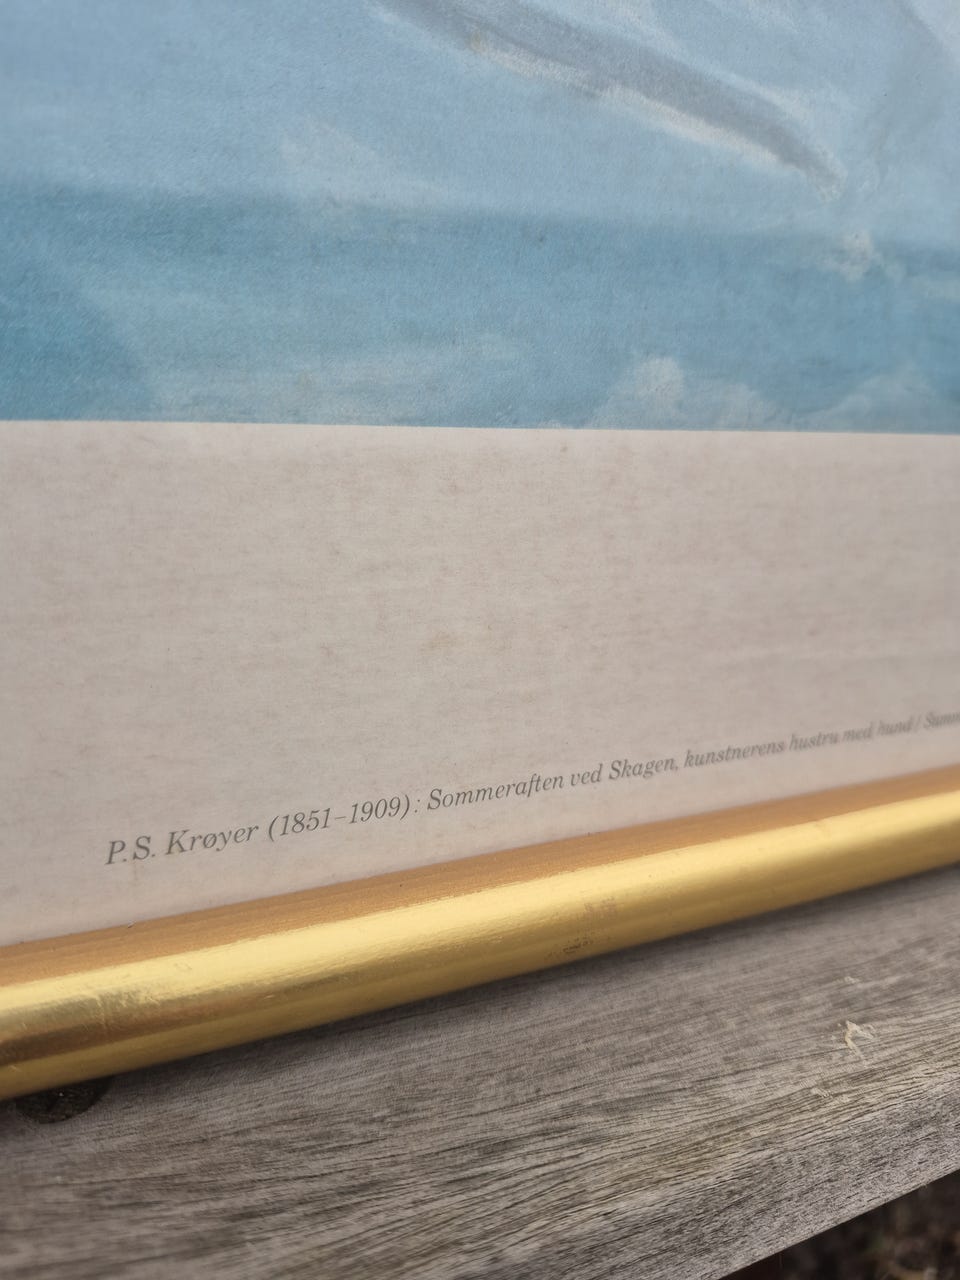 P.S. Krøyer (1851–1909): Sommeraften ved Skagen, kunstnerens hustru med hund /